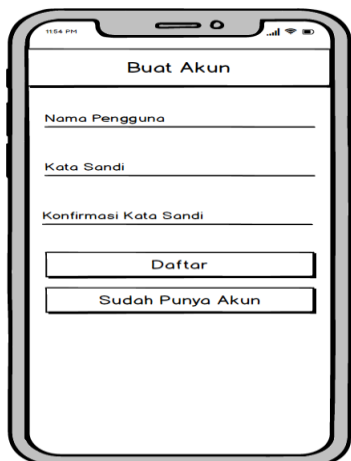 11:54 PM
Buat Akun
Nama Pengguna
Kata Sandi
Konfirmasi Kata Sandi
Daftar
Sudah Punya Akun